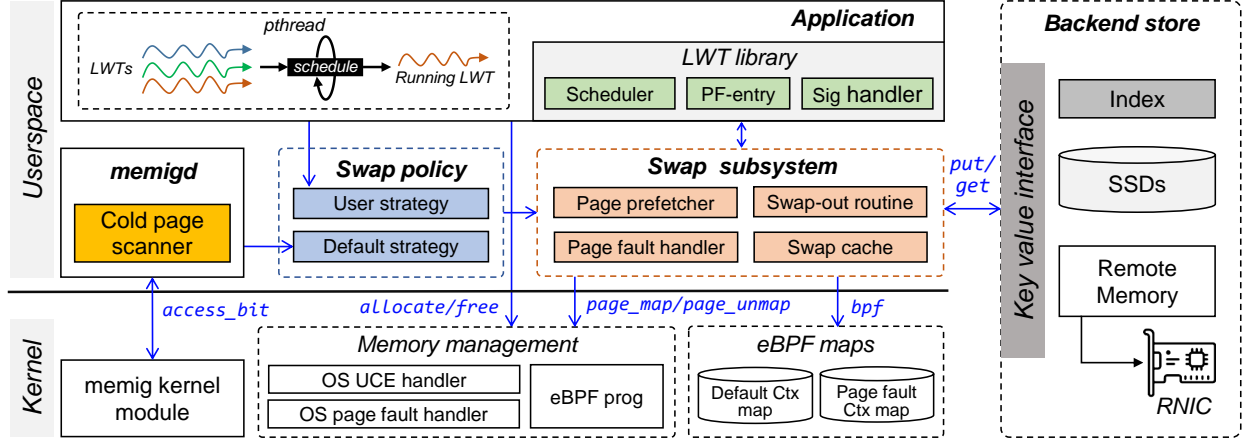 Userspace
Kernel
Application
pthread
LWTs
schedule
Running LWT
LWT library
Scheduler
PF-entry
Sig handler
memigd
Cold page
scanner
Swap policy
User strategy
Default strategy
Swap subsystem
Page prefetcher
Swap-out routine
Page fault handler
Swap cache
put/
get
access_bit
allocate/free
page_map/page_unmap
bpf
memig kernel
module
Memory management
OS UCE handler
OS page fault handler
eBPF prog
eBPF maps
Default Ctx
map
Page fault
Ctx map
Backend store
Key value interface
Index
SSDs
Remote
Memory
RNIC